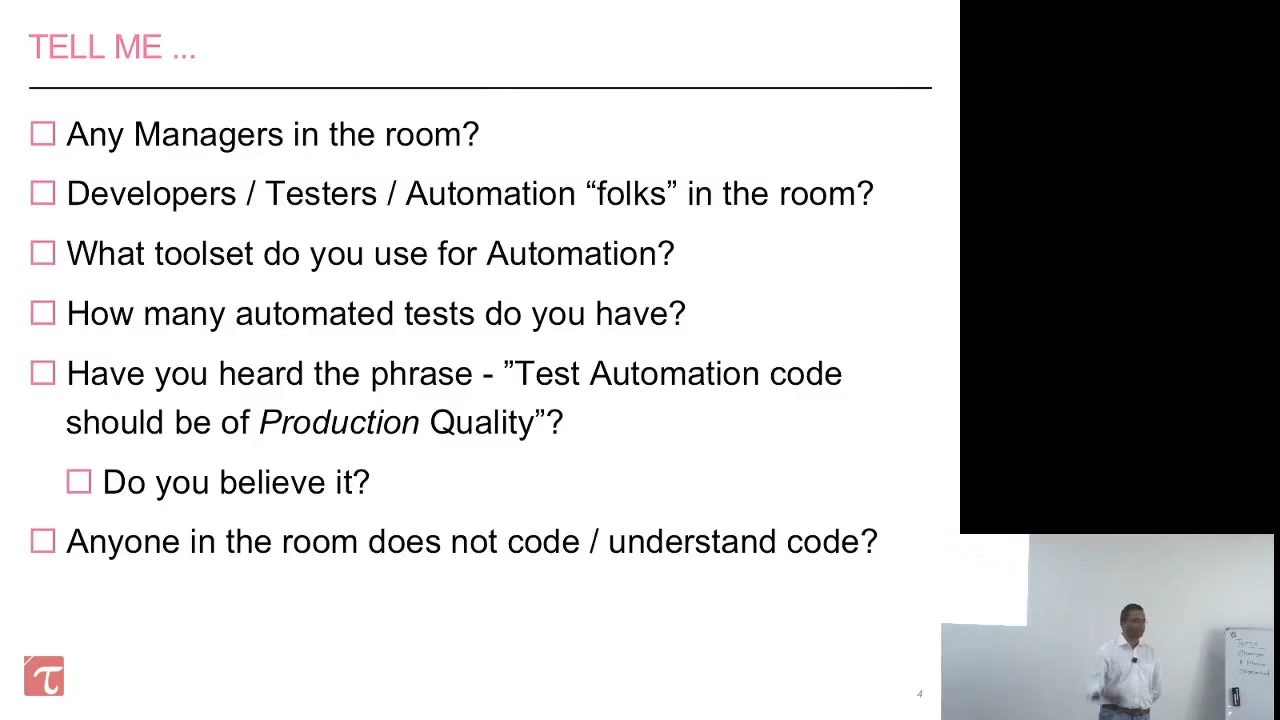 TELL ME ...
Any Managers in the room?
Developers / Testers / Automation “folks” in the room?
What toolset do you use for Automation?
How many automated tests do you have?
Have you heard the phrase - ”Test Automation code
should be of Production Quality”?
Do you believe it?
Anyone in the room does not code / understand code?
τ
4